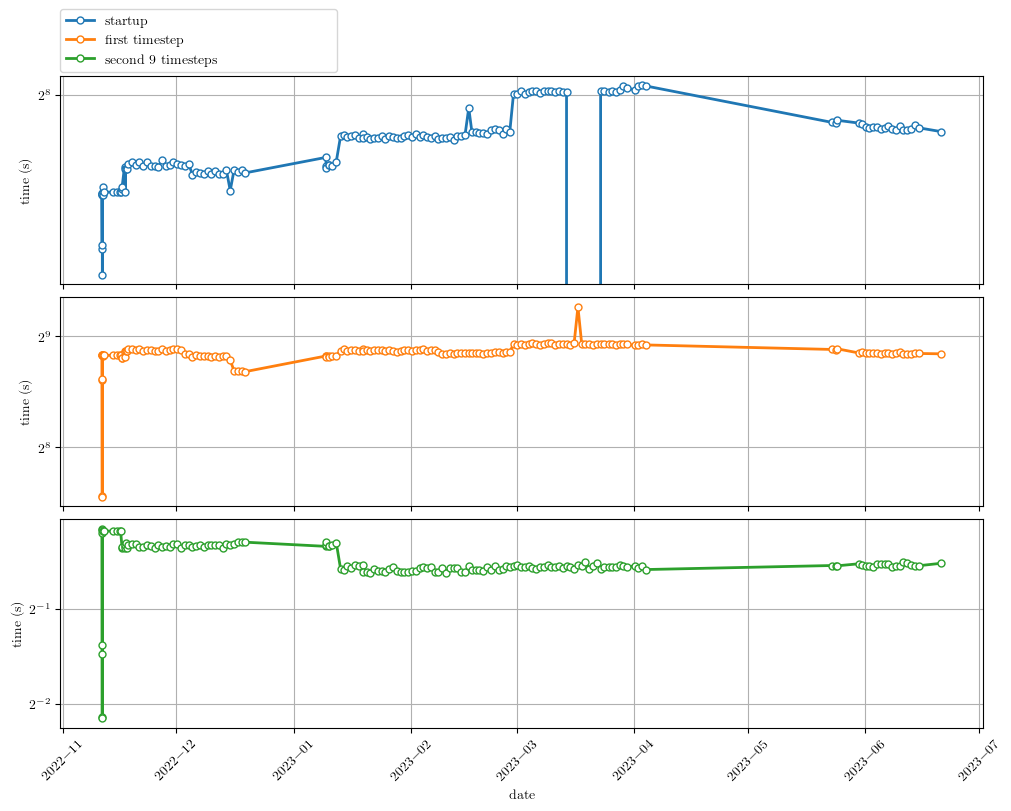 startup
first timestep
second 9 timesteps
2^8
time (s)
2^9
2^8
time (s)
2^−1
2^−2
time (s)
2022−11
2022−12
2023−01
2023−02
2023−03
2023−04
2023−05
2023−06
2023−07
date